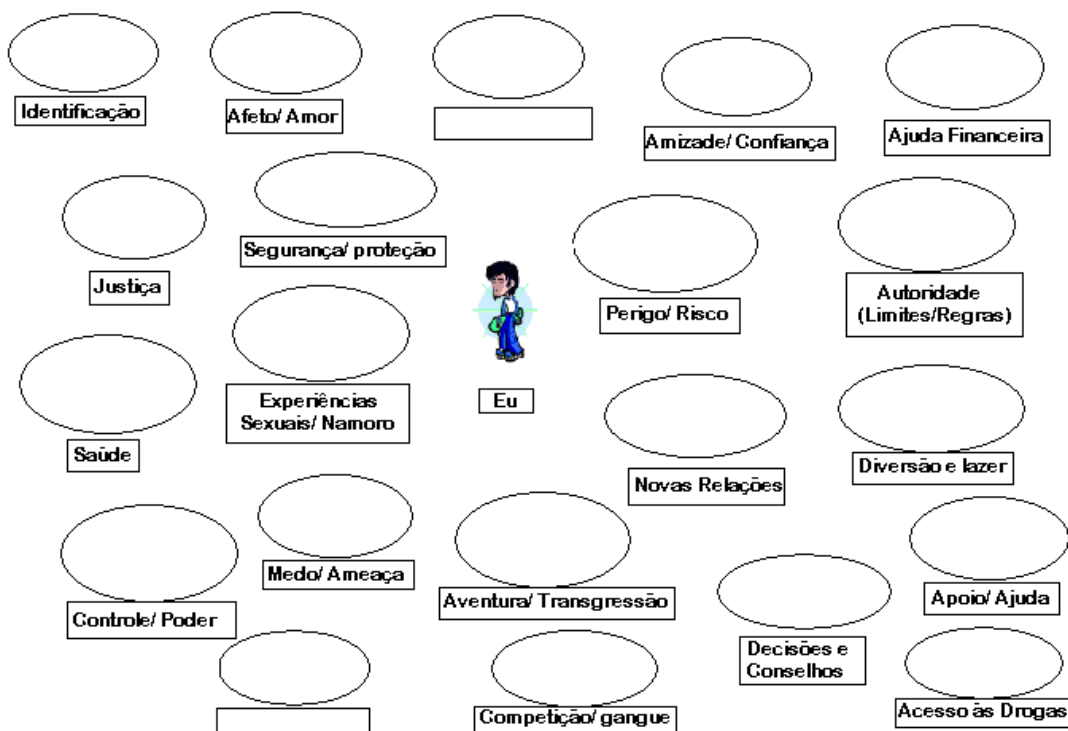 Identificação
Afeto/ Amor
Amizade/ Confiança
Ajuda Financeira
Segurança/ proteção
Justiça
Perigo/ Risco
Autoridade
(Limites/Regras)
Experiências
Sexuais/ Namoro
Eu
Saúde
Novas Relações
Diversão e lazer
Medo/ Ameaça
Aventura/ Transgressão
Apoio/ Ajuda
Controle/ Poder
Decisões e
Conselhos
Competição/ gangue
Acesso às Drogas